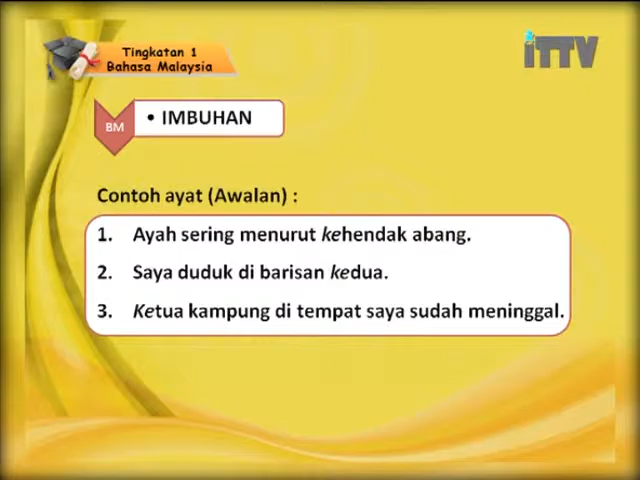 Tingkatan 1
Bahasa Malaysia
iTTV
BM
• IMBUHAN
Contoh ayat (Awalan) :
1. Ayah sering menurut kehendak abang.
2. Saya duduk di barisan kedua.
3. Ketua kampung di tempat saya sudah meninggal.